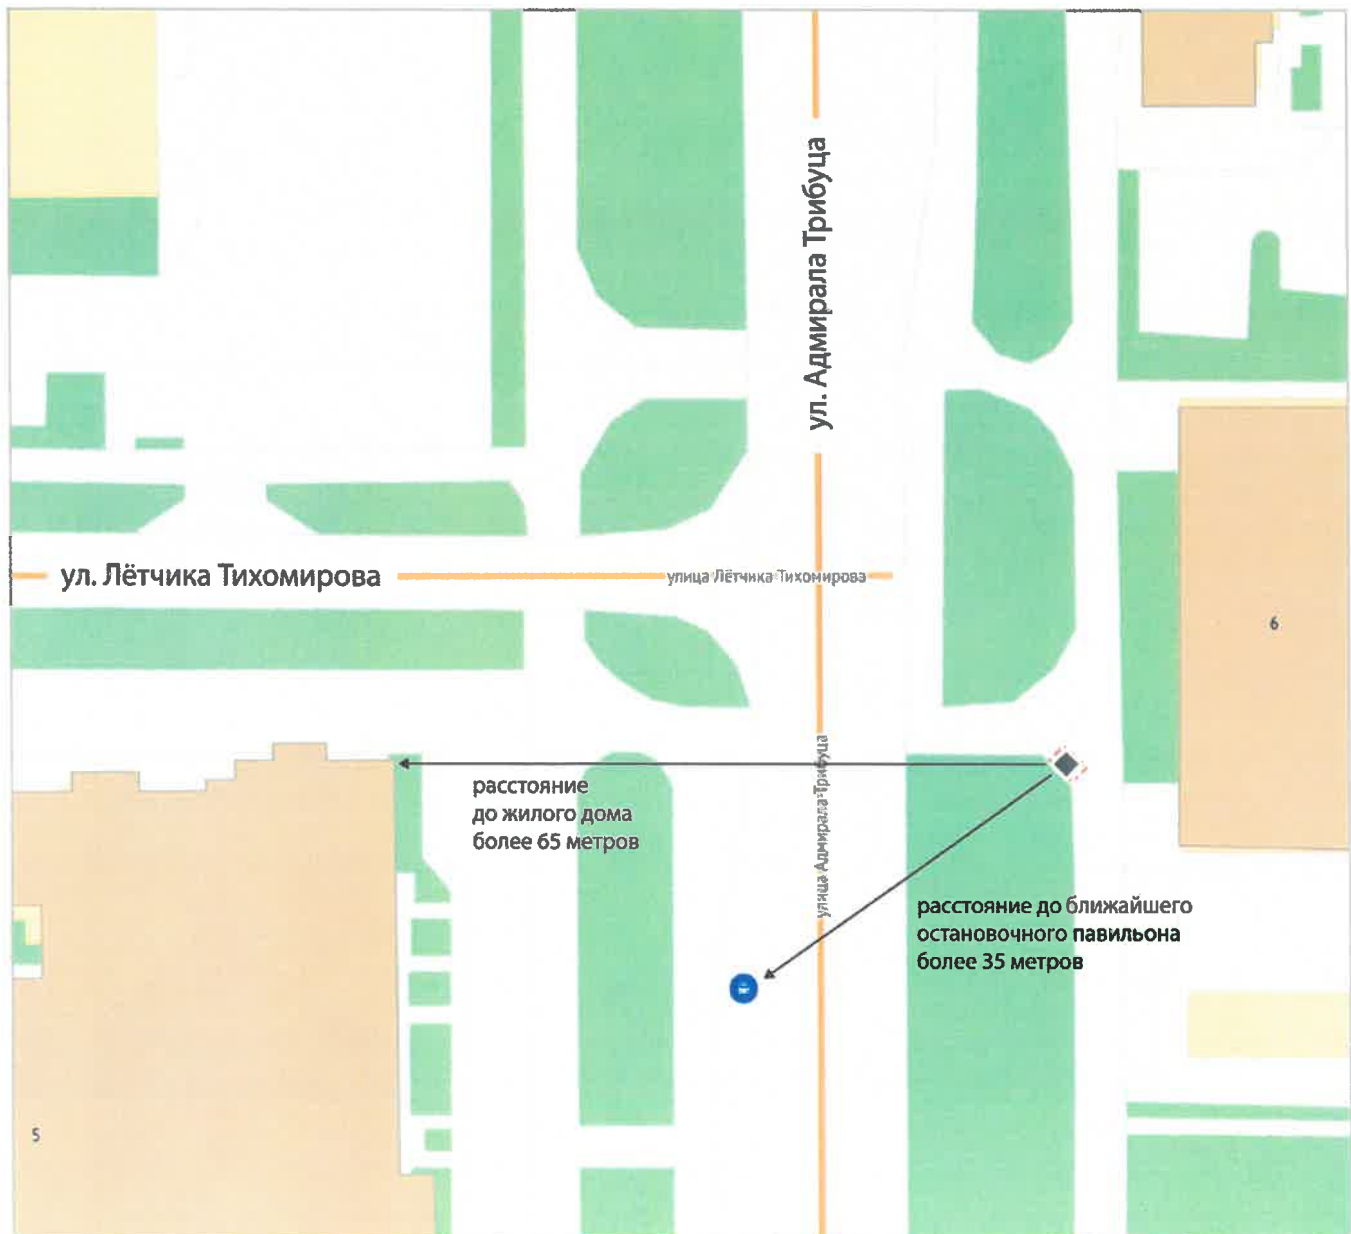 ул. Адмирала Трибуца
ул. Лётчика Тихомирова
улица Лётчика Тихомирова
6
улица Адмирала Трибуца
расстояние
до жилого дома
более 65 метров
расстояние до ближайшего
остановочного павильона
более 35 метров
5